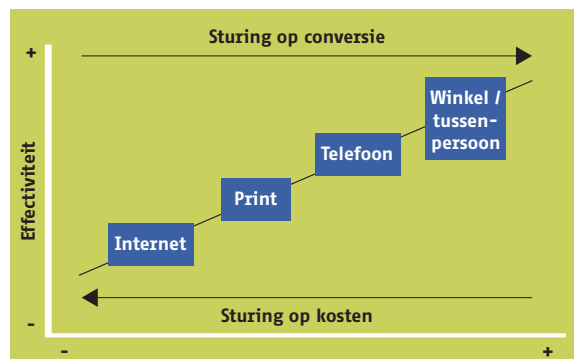 Sturing op conversie
+
Winkel /
tussen-
persoon
Telefoon
Print
Internet
Effectiviteit
Sturing op kosten
-
-
+